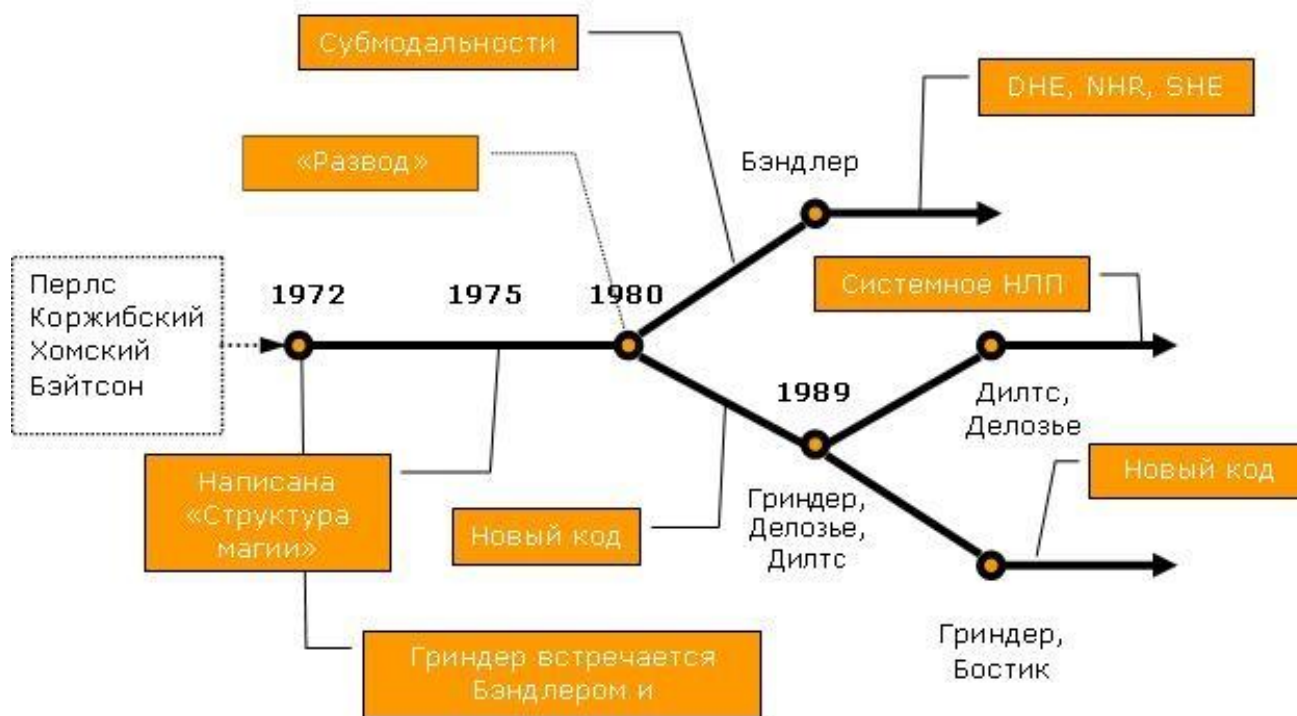 Субмодальности
DHE, NHR, SHE
«Развод»
Бэндлер
Перлс
Коржибский
Хомский
Бэйтсон
1972
1975
1980
Системное НЛП
1989
Дилтс,
Делозье
Написана
«Структура
магии»
Новый код
Гриндер,
Делозье,
Дилтс
Новый код
Гриндер встречается
Бэндлером и
Гриндер,
Бостик